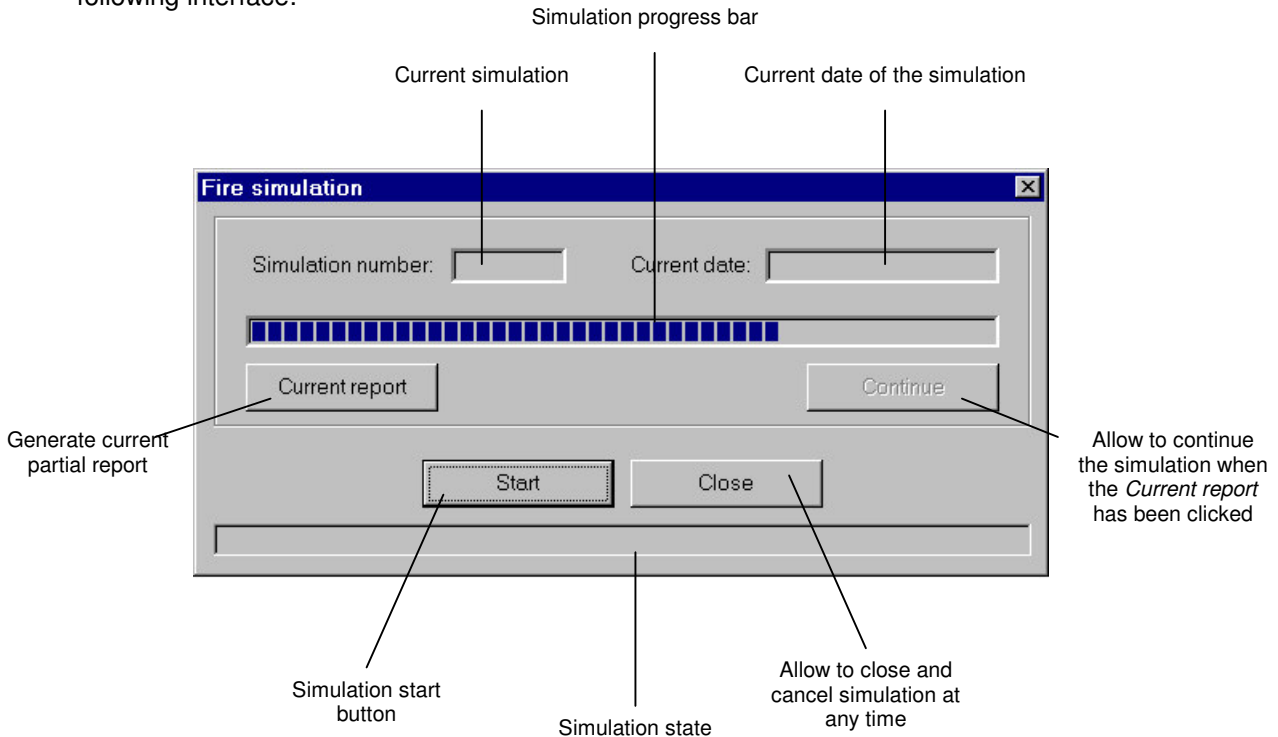 following interface:
Simulation progress bar
Current simulation
Current date of the simulation
Fire simulation
Simulation number:
Current date:
Current report
Continue
Generate current
partial report
Allow to continue
the simulation when
the Current report
has been clicked
Start
Close
Simulation start
button
Simulation state
Allow to close and
cancel simulation at
any time